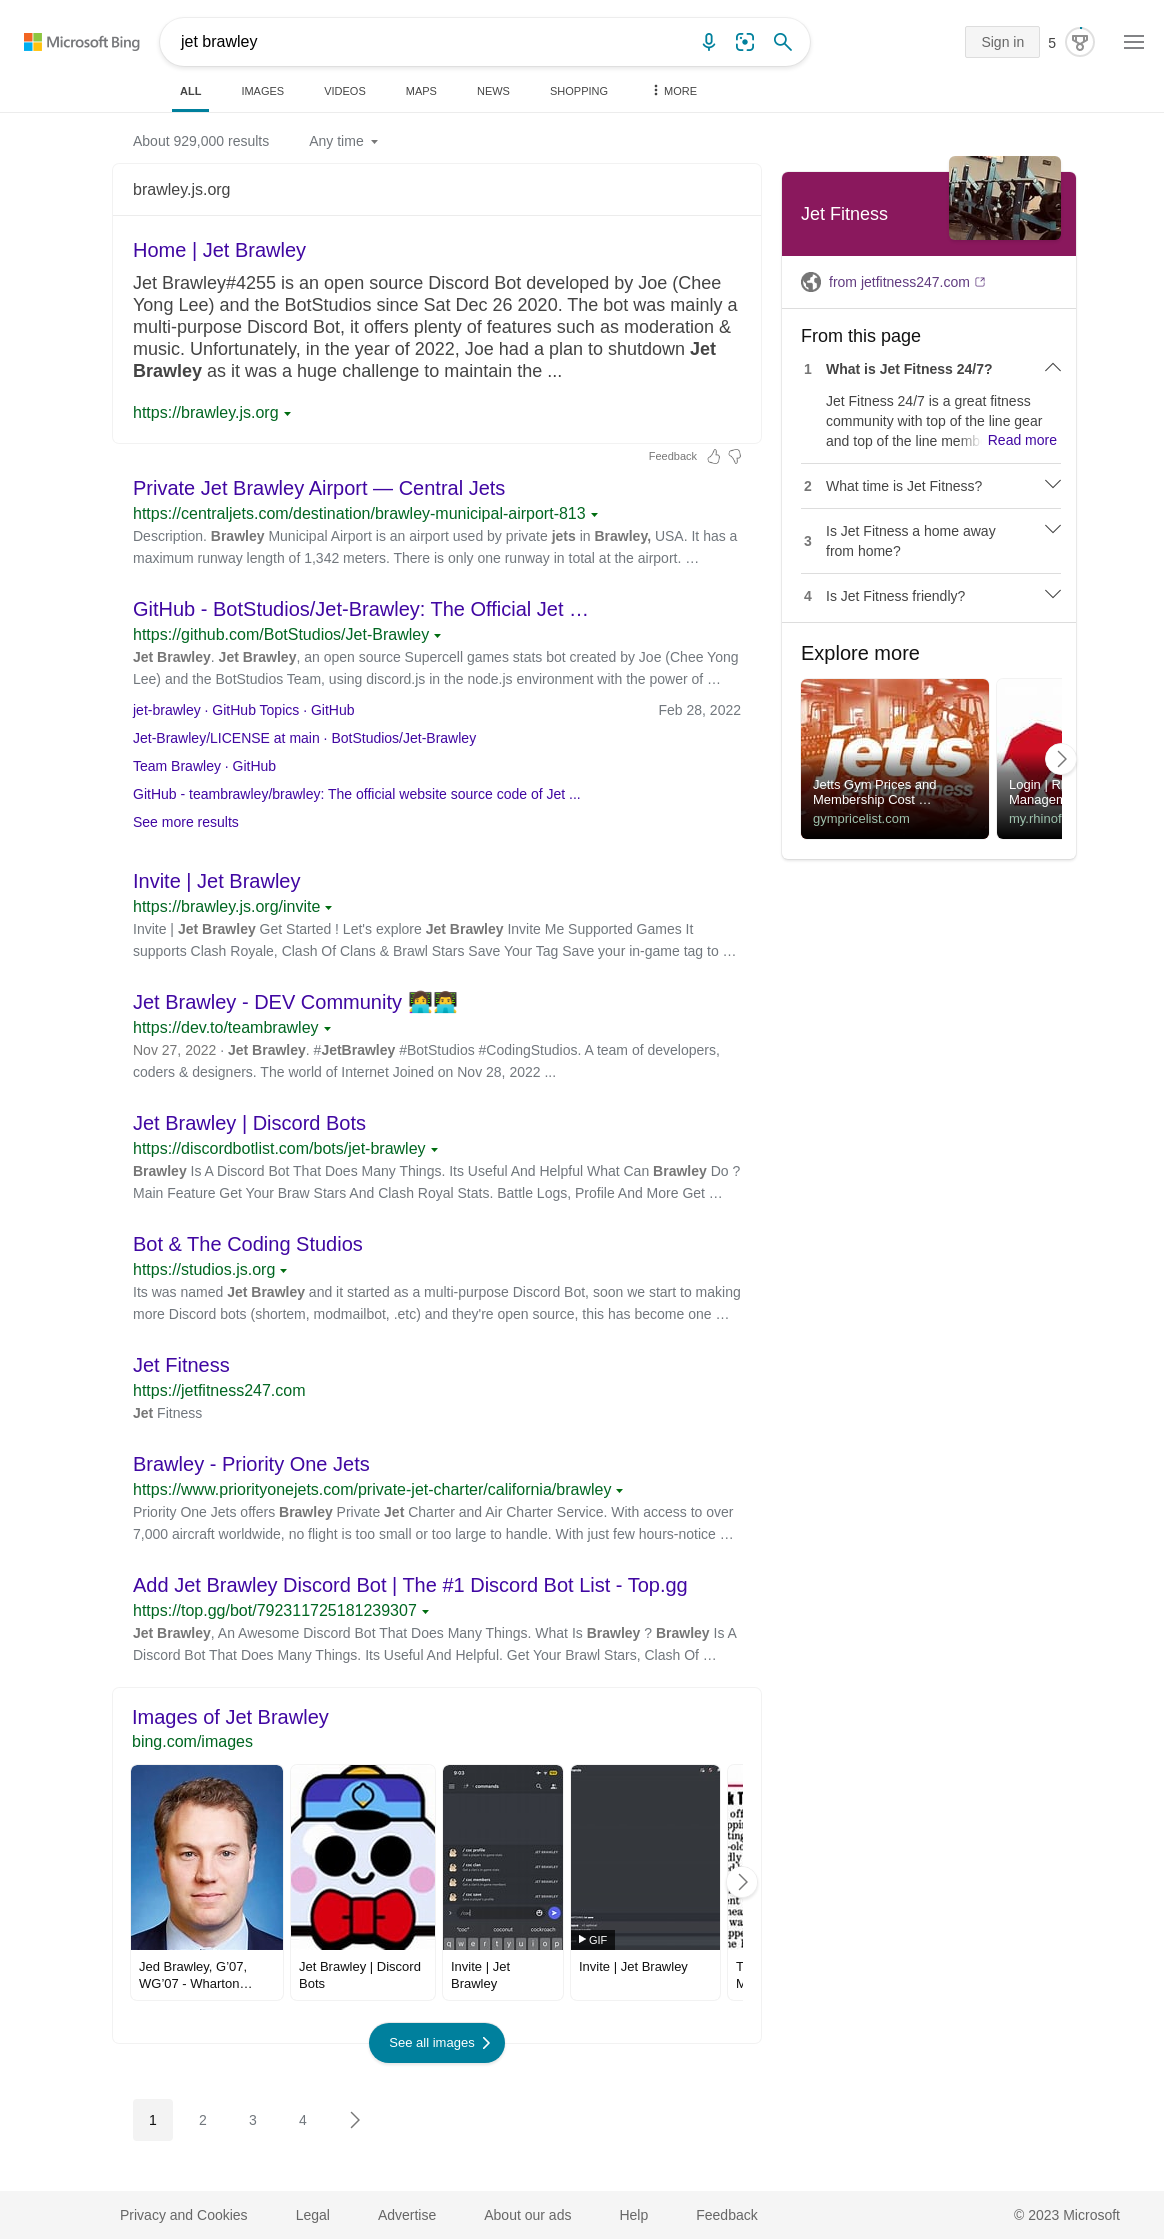 Microsoft Bing
jet brawley
Sign in
5
ALL
IMAGES
VIDEOS
MAPS
NEWS
SHOPPING
MORE
About 929,000 results
Any time
brawley.js.org
Home | Jet Brawley
Jet Brawley#4255 is an open source Discord Bot developed by Joe (Chee
Yong Lee) and the BotStudios since Sat Dec 26 2020. The bot was mainly a
multi-purpose Discord Bot, it offers plenty of features such as moderation &
music. Unfortunately, in the year of 2022, Joe had a plan to shutdown Jet
Brawley as it was a huge challenge to maintain the ...
https://brawley.js.org
Feedback
Private Jet Brawley Airport — Central Jets
https://centraljets.com/destination/brawley-municipal-airport-813
Description. Brawley Municipal Airport is an airport used by private jets in Brawley, USA. It has a
maximum runway length of 1,342 meters. There is only one runway in total at the airport. …
GitHub - BotStudios/Jet-Brawley: The Official Jet …
https://github.com/BotStudios/Jet-Brawley
Jet Brawley. Jet Brawley, an open source Supercell games stats bot created by Joe (Chee Yong
Lee) and the BotStudios Team, using discord.js in the node.js environment with the power of …
jet-brawley · GitHub Topics · GitHub
Feb 28, 2022
Jet-Brawley/LICENSE at main · BotStudios/Jet-Brawley
Team Brawley · GitHub
GitHub - teambrawley/brawley: The official website source code of Jet ...
See more results
Invite | Jet Brawley
https://brawley.js.org/invite
Invite | Jet Brawley Get Started ! Let's explore Jet Brawley Invite Me Supported Games It
supports Clash Royale, Clash Of Clans & Brawl Stars Save Your Tag Save your in-game tag to …
Jet Brawley - DEV Community 👩‍💻👨‍💻
https://dev.to/teambrawley
Nov 27, 2022 · Jet Brawley. #JetBrawley #BotStudios #CodingStudios. A team of developers,
coders & designers. The world of Internet Joined on Nov 28, 2022 ...
Jet Brawley | Discord Bots
https://discordbotlist.com/bots/jet-brawley
Brawley Is A Discord Bot That Does Many Things. Its Useful And Helpful What Can Brawley Do ?
Main Feature Get Your Braw Stars And Clash Royal Stats. Battle Logs, Profile And More Get …
Bot & The Coding Studios
https://studios.js.org
Its was named Jet Brawley and it started as a multi-purpose Discord Bot, soon we start to making
more Discord bots (shortem, modmailbot, .etc) and they're open source, this has become one …
Jet Fitness
https://jetfitness247.com
Jet Fitness
Brawley - Priority One Jets
https://www.priorityonejets.com/private-jet-charter/california/brawley
Priority One Jets offers Brawley Private Jet Charter and Air Charter Service. With access to over
7,000 aircraft worldwide, no flight is too small or too large to handle. With just few hours-notice …
Add Jet Brawley Discord Bot | The #1 Discord Bot List - Top.gg
https://top.gg/bot/792311725181239307
Jet Brawley, An Awesome Discord Bot That Does Many Things. What Is Brawley ? Brawley Is A
Discord Bot That Does Many Things. Its Useful And Helpful. Get Your Brawl Stars, Clash Of …
Images of Jet Brawley
bing.com/images
9:03
commands
/ coc profile
JET BRAWLEY
/ coc clan
JET BRAWLEY
/ coc members
JET BRAWLEY
/ coc save
JET BRAWLEY
/coc
"coc" coconut cockroach
q w e r t y u i o p
GIF
Jed Brawley, G'07,
WG'07 - Wharton…
Jet Brawley | Discord
Bots
Invite | Jet
Brawley
Invite | Jet Brawley
See all images
1
2
3
4
Jet Fitness
from jetfitness247.com
From this page
1 What is Jet Fitness 24/7?
Jet Fitness 24/7 is a great fitness
community with top of the line gear
and top of the line memb Read more
2 What time is Jet Fitness?
3 Is Jet Fitness a home away
from home?
4 Is Jet Fitness friendly?
Explore more
jetts
24 hour fitness
Jetts Gym Prices and
Membership Cost …
gympricelist.com
Login | R
Managem
my.rhinof
Privacy and Cookies
Legal
Advertise
About our ads
Help
Feedback
© 2023 Microsoft